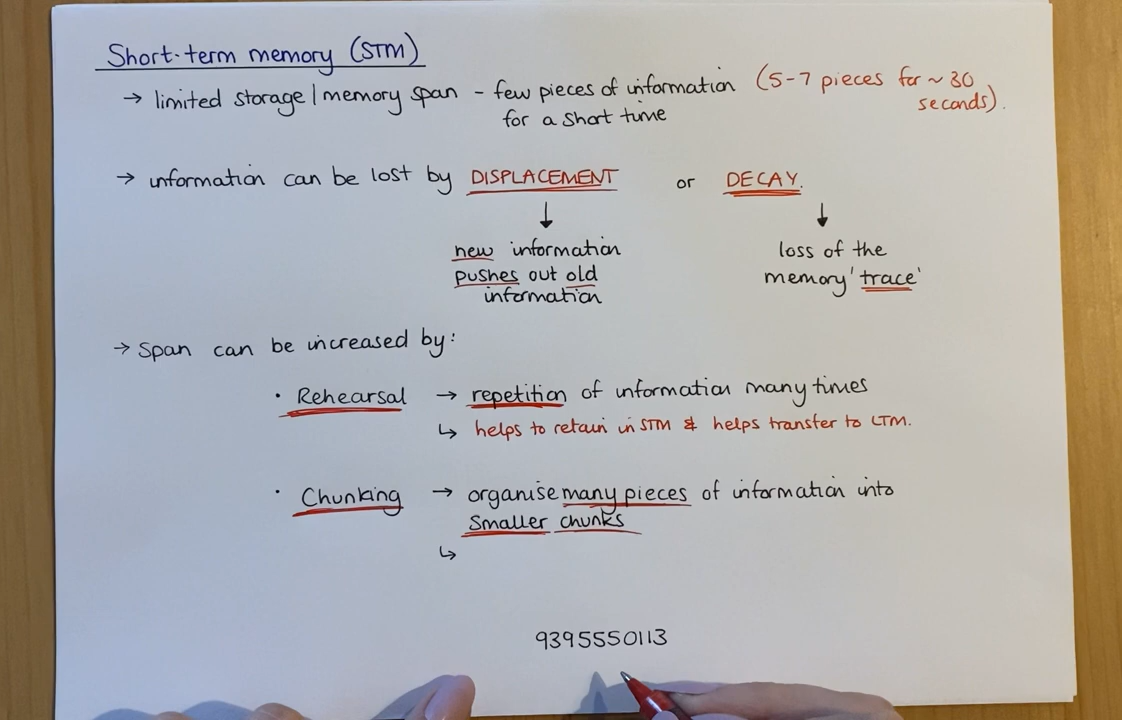 Short-term memory (STM)
→ limited storage/memory span - few pieces of information (5-7 pieces for ~ 30
for a short time seconds).
→ information can be lost by DISPLACEMENT or DECAY.
↓ ↓
new information loss of the
pushes out old memory 'trace'
information
→ Span can be increased by:
· Rehearsal → repetition of information many times
↳ helps to retain in STM & helps transfer to LTM.
· Chunking → organise many pieces of information into
smaller chunks
↳
9395550113